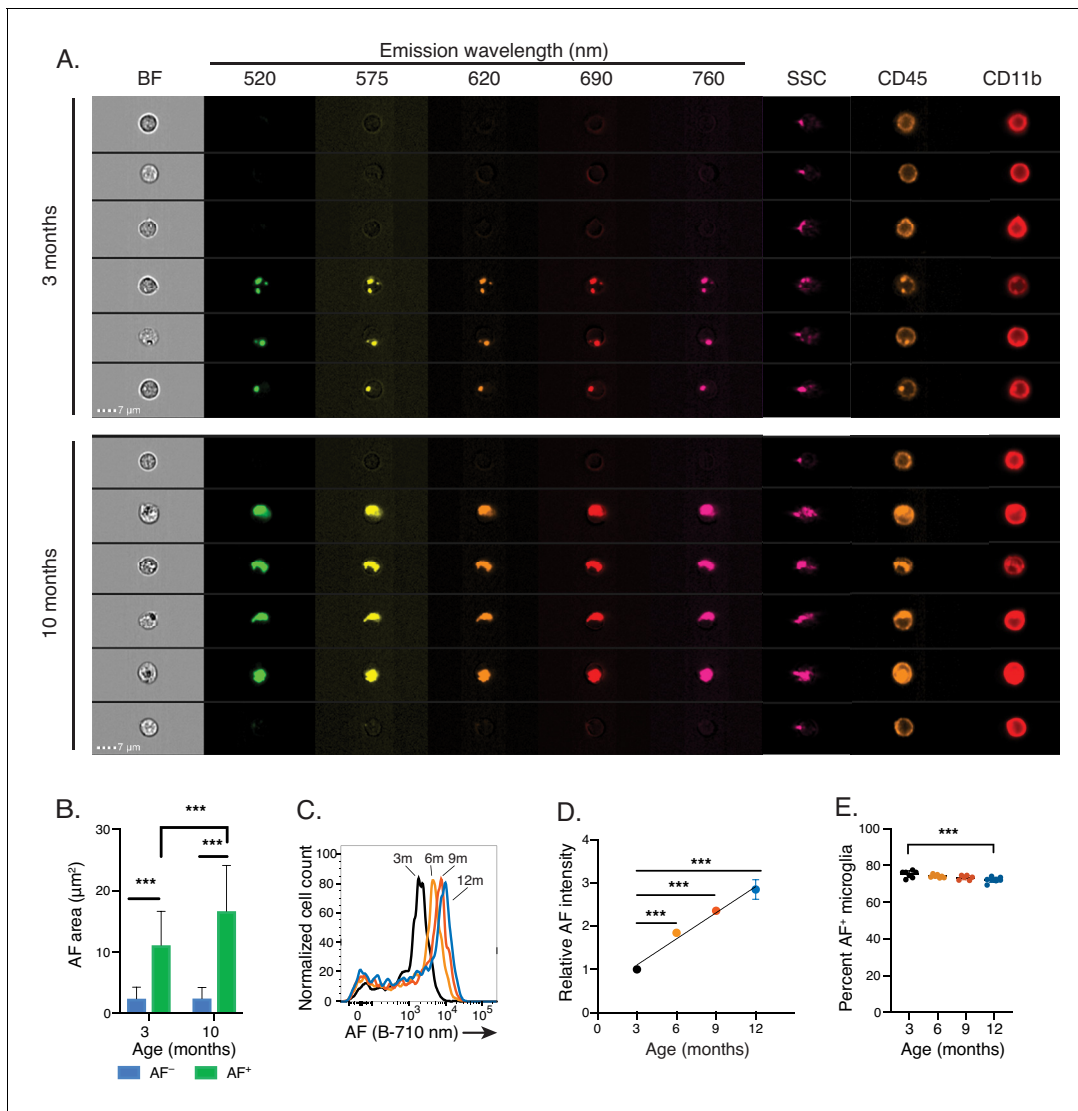 A.
Emission wavelength (nm)
BF 520 575 620 690 760 SSC CD45 CD11b
3 months
7 µm
10 months
7 µm
B.
***
***
***
30
20
10
0
AF area (µm²)
3 10
Age (months)
AF⁻ AF⁺
C.
3m 6m 9m
12m
100
80
60
40
20
0
Normalized cell count
0 10³ 10⁴ 10⁵
AF (B-710 nm)
D.
***
***
***
4
3
2
1
0
Relative AF intensity
0 3 6 9 12
Age (months)
E.
***
100
80
60
40
20
0
Percent AF⁺ microglia
3 6 9 12
Age (months)